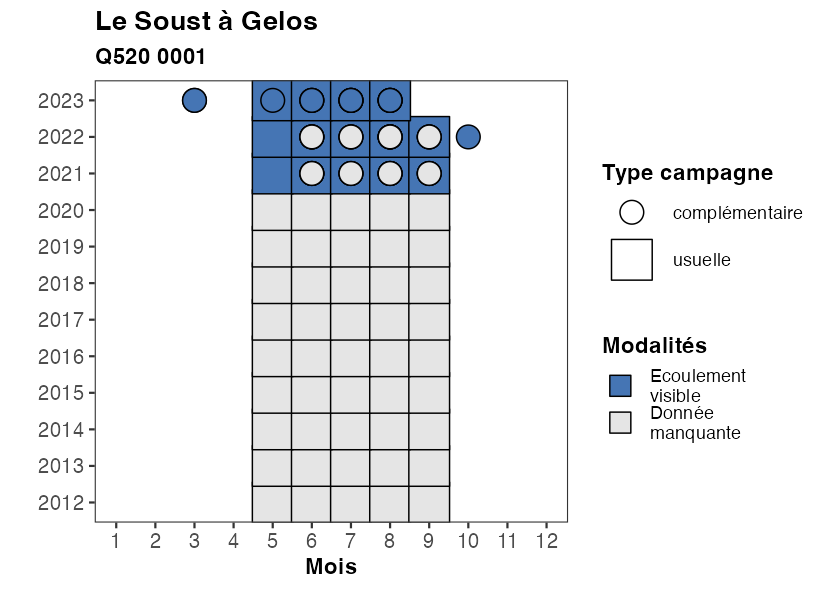 Le Soust à Gelos
Q520 0001
2023
2022
2021
2020
2019
2018
2017
2016
2015
2014
2013
2012
1 2 3 4 5 6 7 8 9 10 11 12
Mois
Type campagne
complémentaire
usuelle
Modalités
Ecoulement
visible
Donnée
manquante